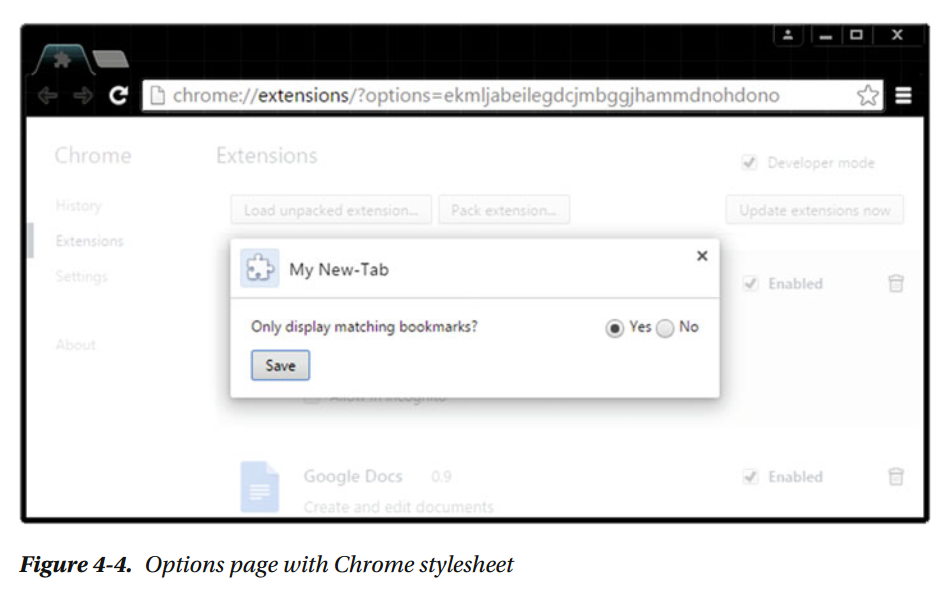 chrome://extensions/?options=ekmljabeilegdcjmbggjhammdnohdono
Chrome
Extensions
Developer mode
History
Load unpacked extension...
Pack extension...
Update extensions now
Extensions
Settings
About
My New-Tab
Enabled
Only display matching bookmarks?
Yes
No
Save
Allow in incognito
Google Docs 0.9
Enabled
Create and edit documents
Figure 4-4. Options page with Chrome stylesheet